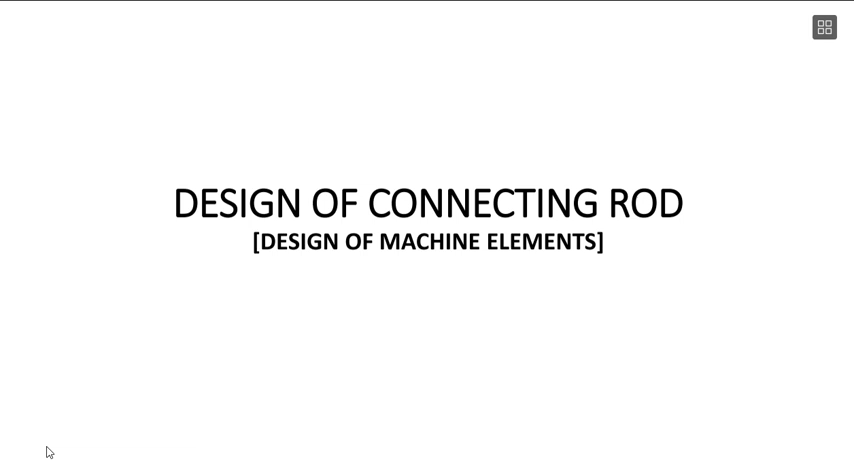 DESIGN OF CONNECTING ROD
[DESIGN OF MACHINE ELEMENTS]